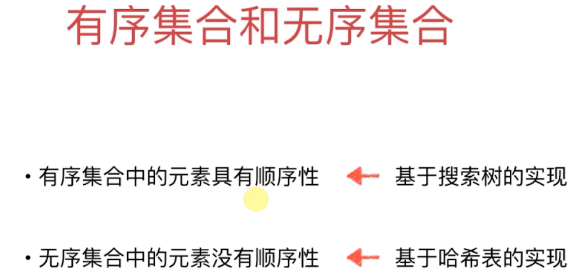 有序集合和无序集合
• 有序集合中的元素具有顺序性 基于搜索树的实现
• 无序集合中的元素没有顺序性 基于哈希表的实现